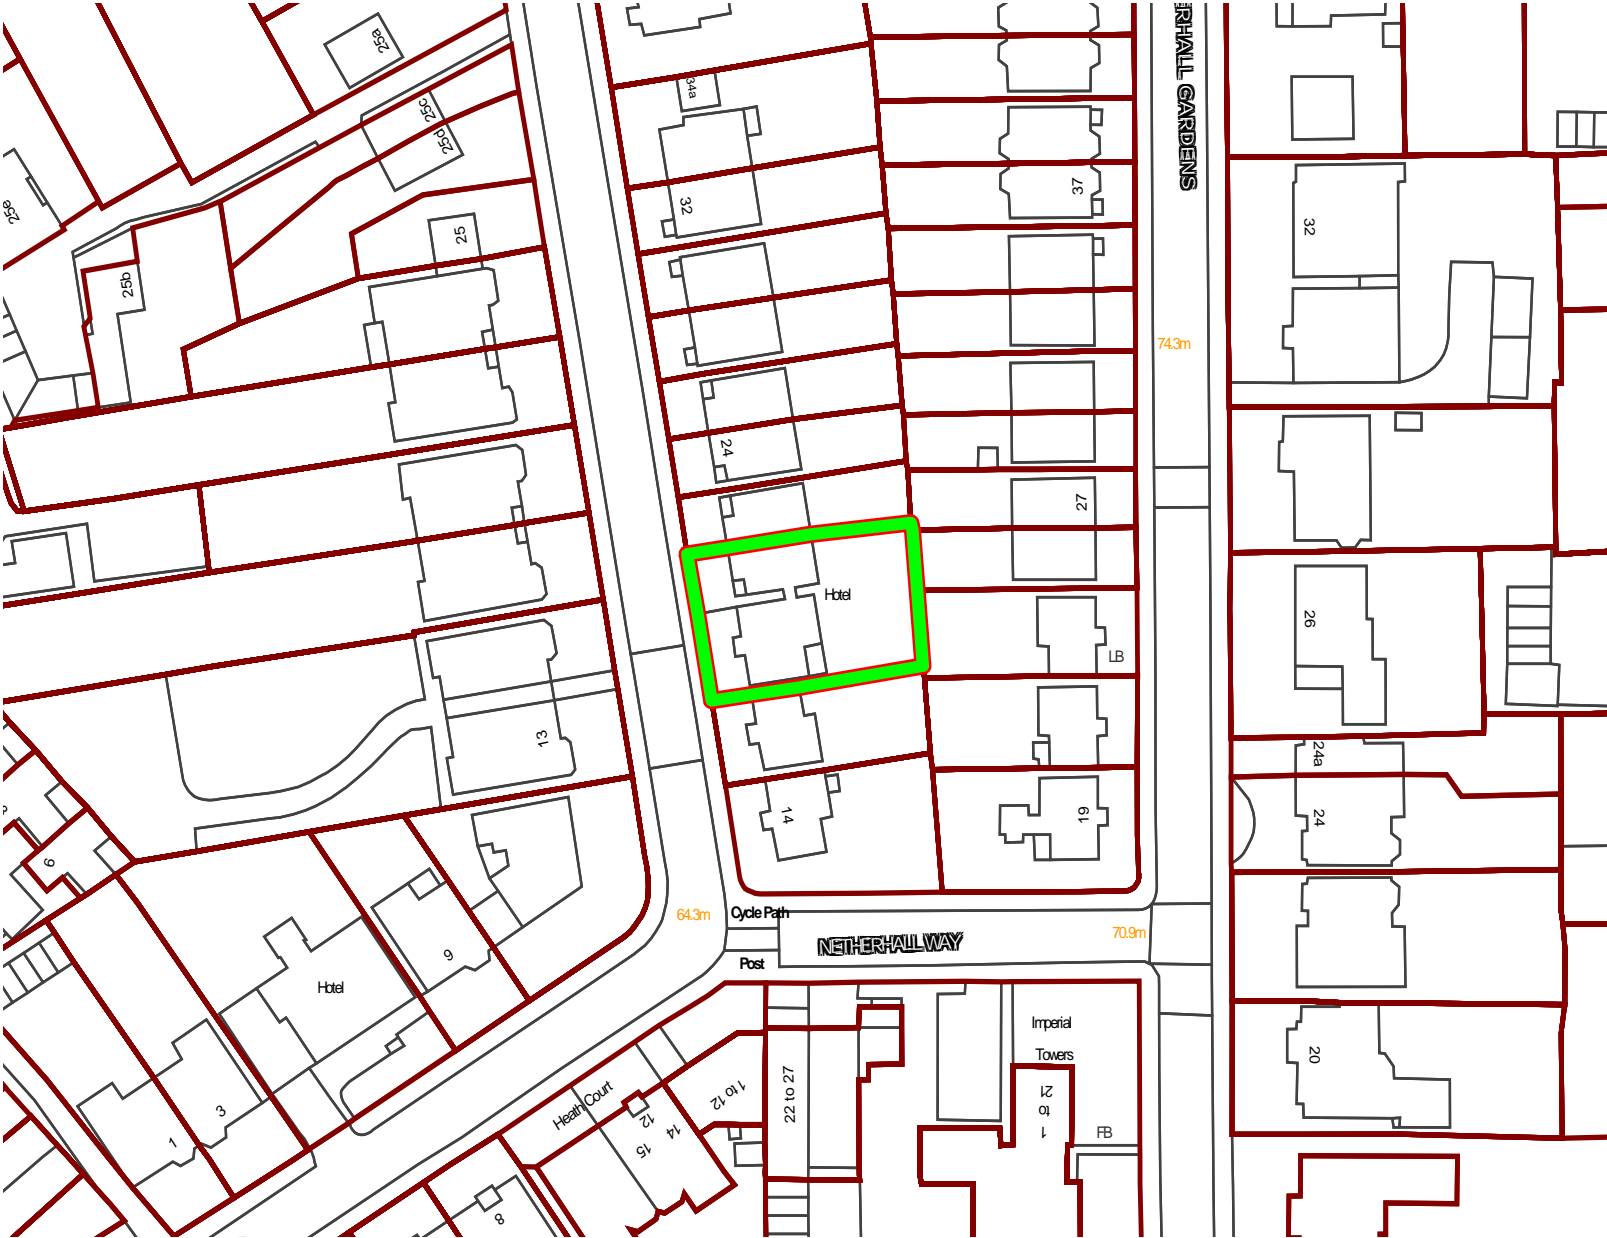 25a
ERHALL GARDENS
34a
25c
25d
37
32
25e
32
25
25b
74.3m
24
27
Hotel
26
LB
13
24a
14
19
24
6
64.3m
Cycle Path
70.9m
NETHERHALL WAY
9
Post
Hotel
Imperial
Towers
20
1 to 21
22 to 27
1 to 12
Heath Court
12
14
15
3
1
FB
8